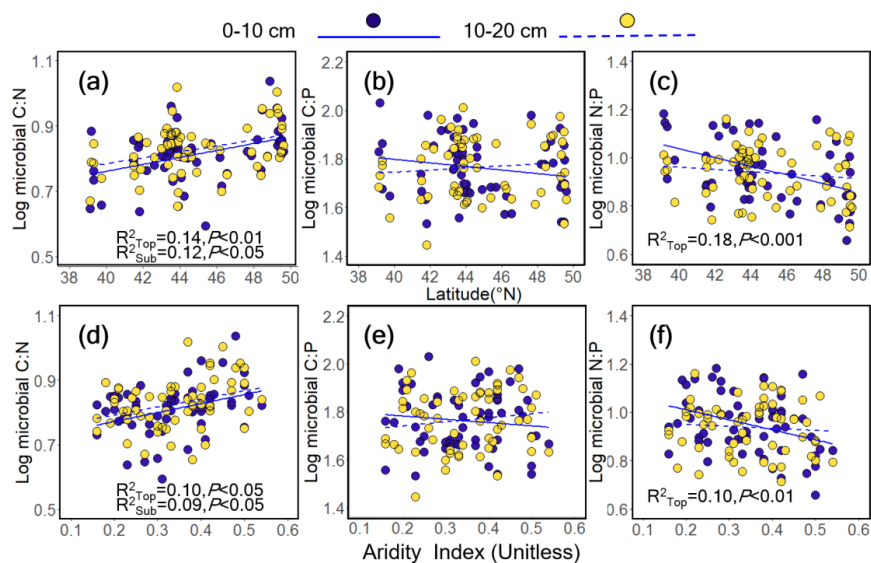 0-10 cm 10-20 cm
(a) (b) (c)
Log microbial C:N
1.1
0.9
0.7
0.5
R²Top=0.14,P<0.01
R²Sub=0.12,P<0.05
38 40 42 44 46 48 50
Log microbial C:P
2.2
2.0
1.8
1.6
1.4
38 40 42 44 46 48 50
Latitude(°N)
Log microbial N:P
1.4
1.2
1.0
0.8
0.6
R²Top=0.18,P<0.001
38 40 42 44 46 48 50
(d) (e) (f)
Log microbial C:N
1.1
0.9
0.7
0.5
R²Top=0.10,P<0.05
R²Sub=0.09,P<0.05
0.1 0.2 0.3 0.4 0.5 0.6
Log microbial C:P
2.2
2.0
1.8
1.6
1.4
0.1 0.2 0.3 0.4 0.5 0.6
Aridity Index (Unitless)
Log microbial N:P
1.4
1.2
1.0
0.8
0.6
R²Top=0.10,P<0.01
0.1 0.2 0.3 0.4 0.5 0.6